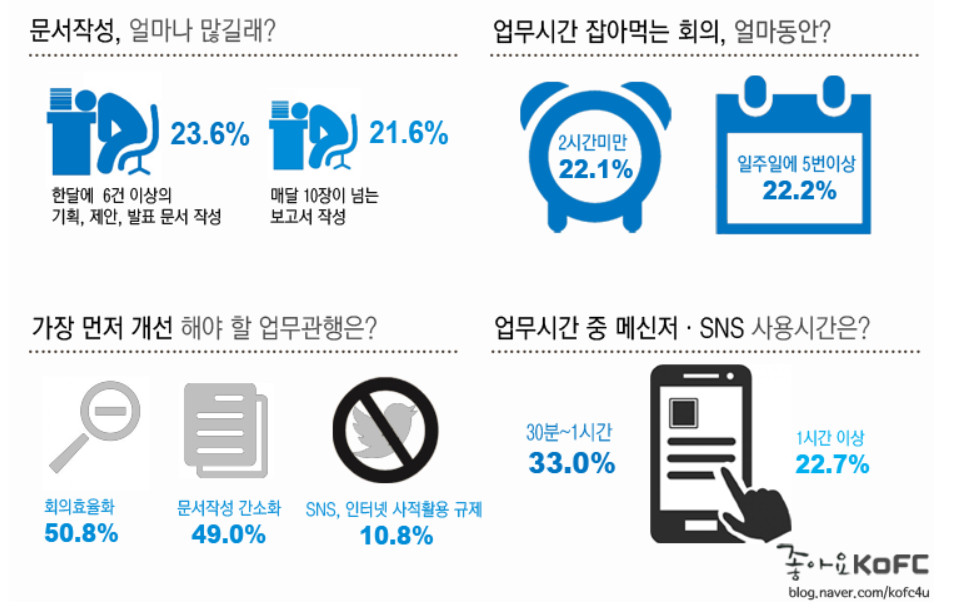 문서작성, 얼마나 많길래?
23.6%
한달에 6건 이상의
기획, 제안, 발표 문서 작성
21.6%
매달 10장이 넘는
보고서 작성
업무시간 잡아먹는 회의, 얼마동안?
2시간미만
22.1%
일주일에 5번이상
22.2%
가장 먼저 개선 해야 할 업무관행은?
회의효율화
50.8%
문서작성 간소화
49.0%
SNS, 인터넷 사적활용 규제
10.8%
업무시간 중 메신저 · SNS 사용시간은?
30분~1시간
33.0%
1시간 이상
22.7%
좋아요KoFC
blog.naver.com/kofc4u